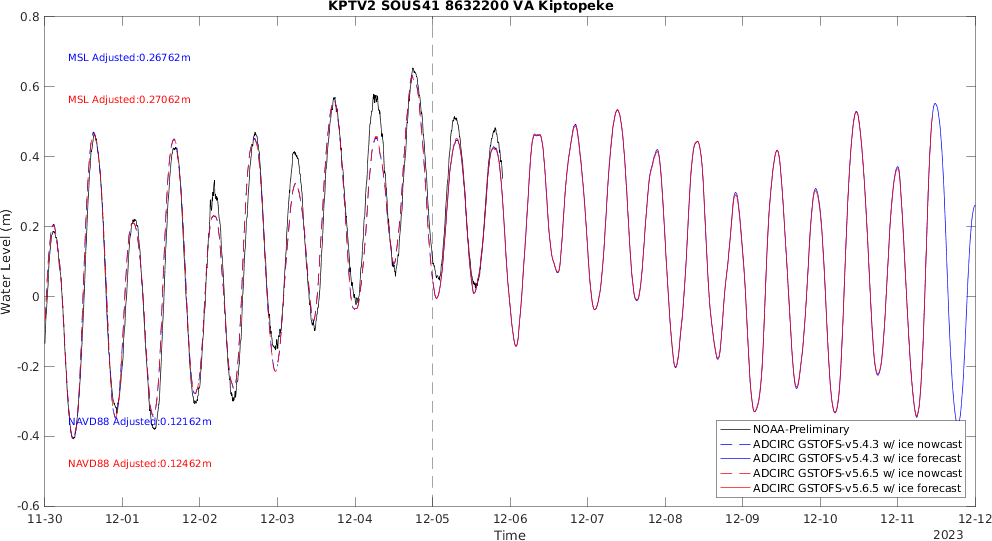 KPTV2 SOUS41 8632200 VA Kiptopeke
0.8
0.6
0.4
0.2
0
-0.2
-0.4
-0.6
Water Level (m)
MSL Adjusted:0.26762m
MSL Adjusted:0.27062m
NAVD88 Adjusted:0.12162m
NAVD88 Adjusted:0.12462m
NOAA-Preliminary
ADCIRC GSTOFS-v5.4.3 w/ ice nowcast
ADCIRC GSTOFS-v5.4.3 w/ ice forecast
ADCIRC GSTOFS-v5.6.5 w/ ice nowcast
ADCIRC GSTOFS-v5.6.5 w/ ice forecast
11-30 12-01 12-02 12-03 12-04 12-05 12-06 12-07 12-08 12-09 12-10 12-11 12-12
Time
2023